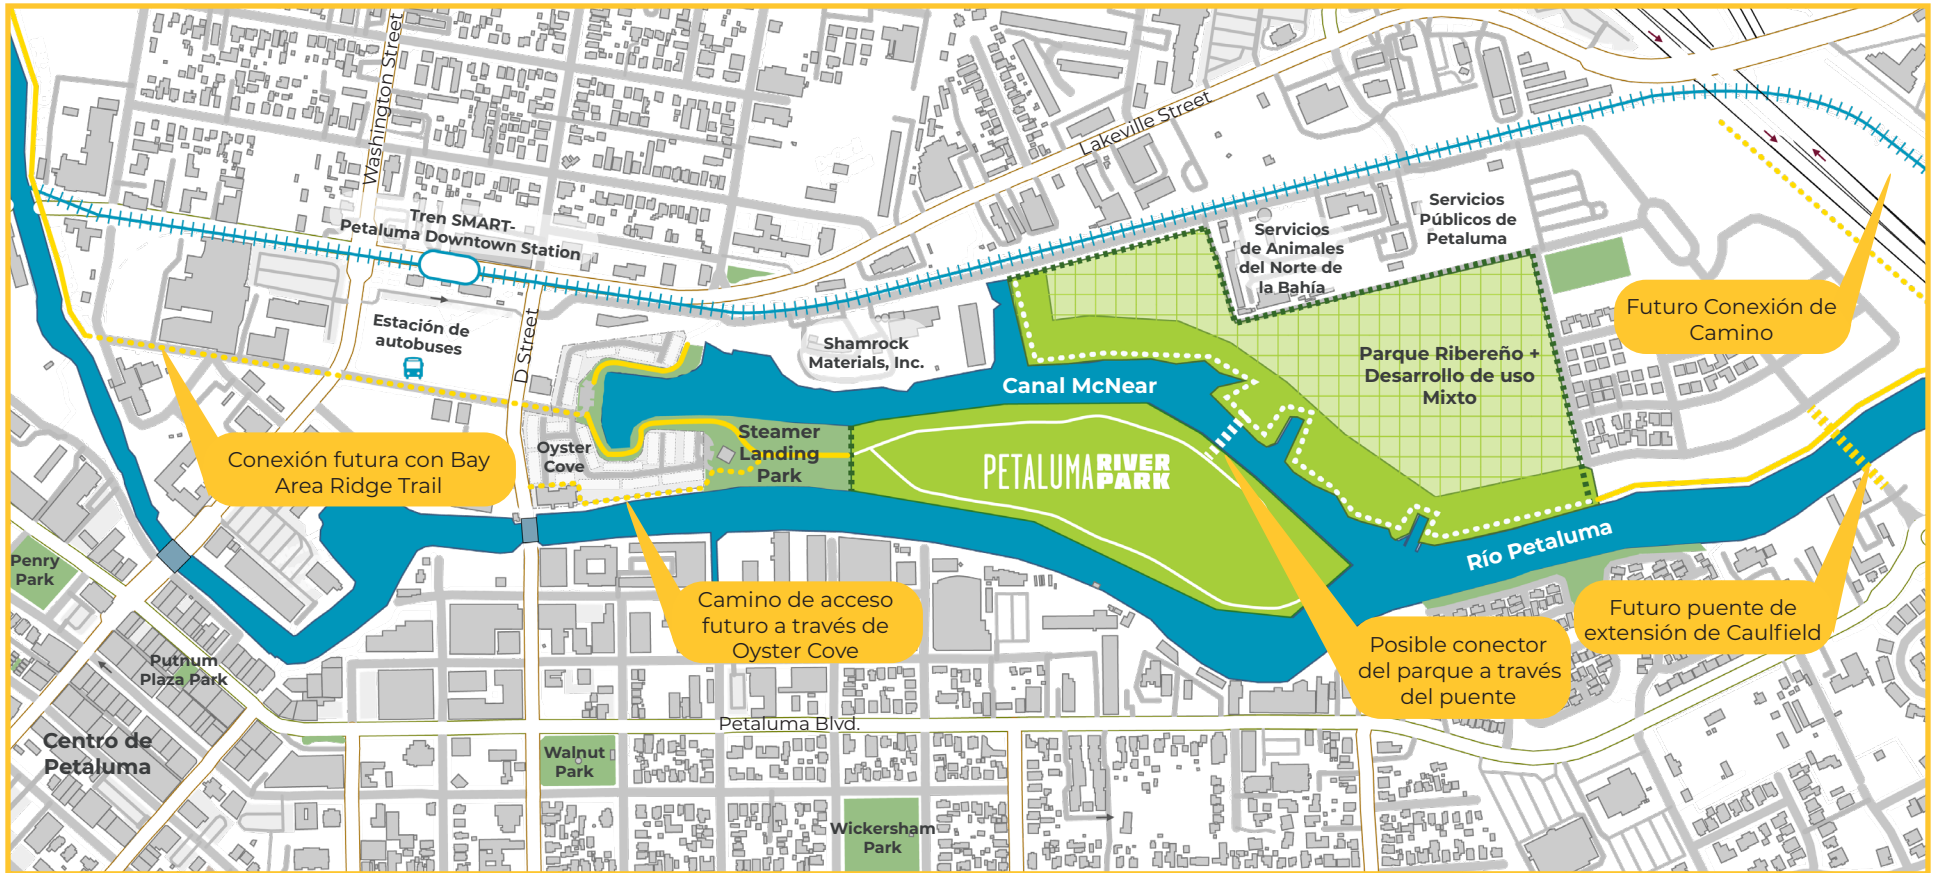 Washington Street
Lakeville Street
Tren SMART-
Petaluma Downtown Station
Servicios
Públicos de
Petaluma
Servicios
de Animales
del Norte de
la Bahía
Futuro Conexión de
Camino
Estación de
autobuses
D Street
Shamrock
Materials, Inc.
Parque Ribereño +
Desarrollo de uso
Mixto
Canal McNear
Conexión futura con Bay
Area Ridge Trail
Oyster
Cove
Steamer
Landing
Park
PETALUMA RIVER
PARK
Río Petaluma
Penry
Park
Camino de acceso
futuro a través de
Oyster Cove
Futuro puente de
extensión de Caulfield
Posible conector
del parque a través
del puente
Putnum
Plaza Park
Petaluma Blvd.
Centro de
Petaluma
Walnut
Park
Wickersham
Park